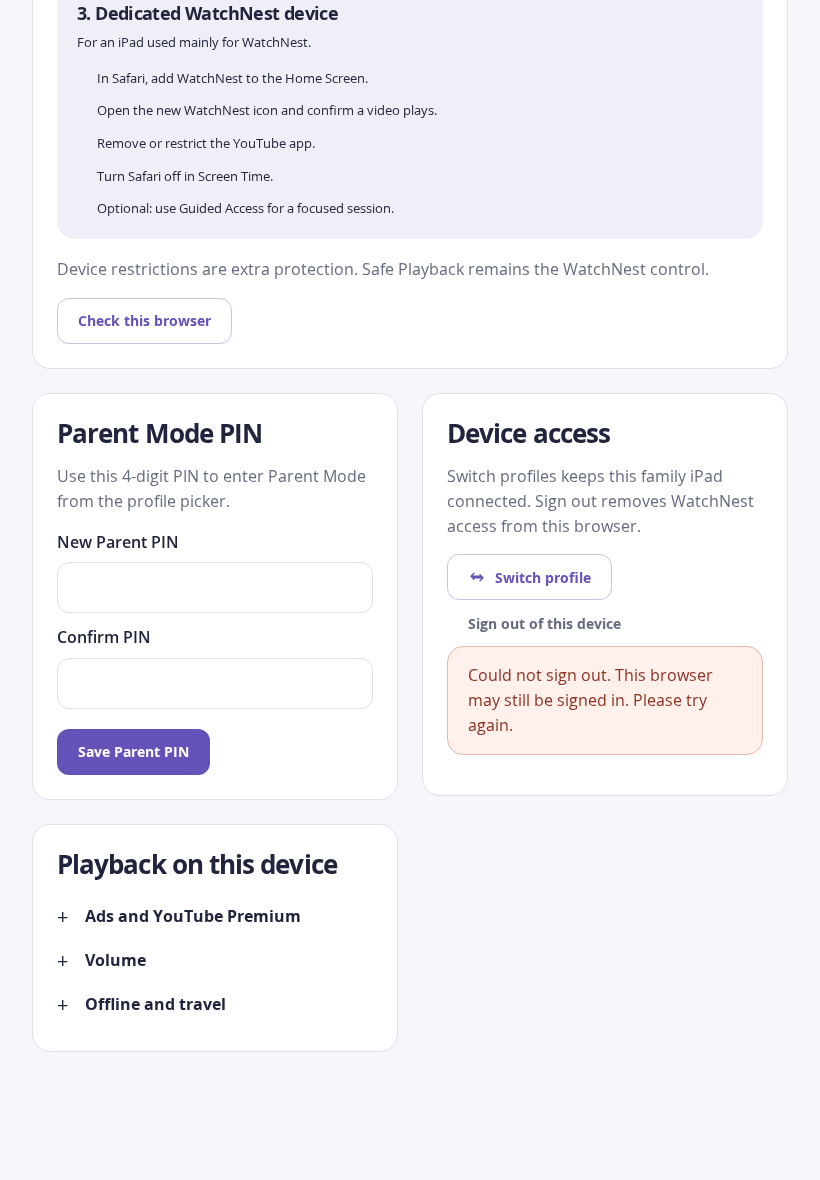 3. Dedicated WatchNest device
For an iPad used mainly for WatchNest.
In Safari, add WatchNest to the Home Screen.
Open the new WatchNest icon and confirm a video plays.
Remove or restrict the YouTube app.
Turn Safari off in Screen Time.
Optional: use Guided Access for a focused session.
Device restrictions are extra protection. Safe Playback remains the WatchNest control.
Check this browser
Parent Mode PIN
Use this 4-digit PIN to enter Parent Mode
from the profile picker.
New Parent PIN
Confirm PIN
Save Parent PIN
Device access
Switch profiles keeps this family iPad
connected. Sign out removes WatchNest
access from this browser.
↔ Switch profile
Sign out of this device
Could not sign out. This browser
may still be signed in. Please try
again.
Playback on this device
+ Ads and YouTube Premium
+ Volume
+ Offline and travel